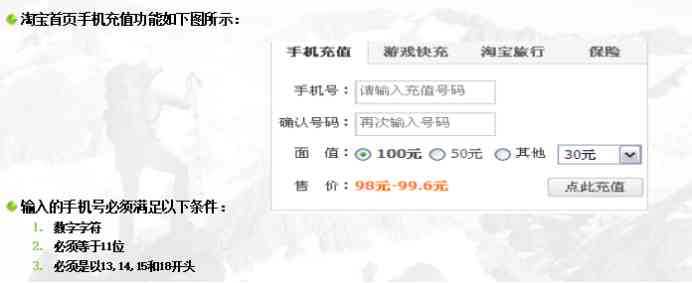 淘宝首页手机充值功能如下图所示：
手机充值 游戏快充 淘宝旅行 保险
手机号： 请输入充值号码
确认号码： 再次输入号码
面 值： 100元 50元 其他 30元
售 价： 98元-99.6元 点此充值
输入的手机号必须满足以下条件：
1. 数字字符
2. 必须等于11位
3. 必须是以13,14,15和18开头